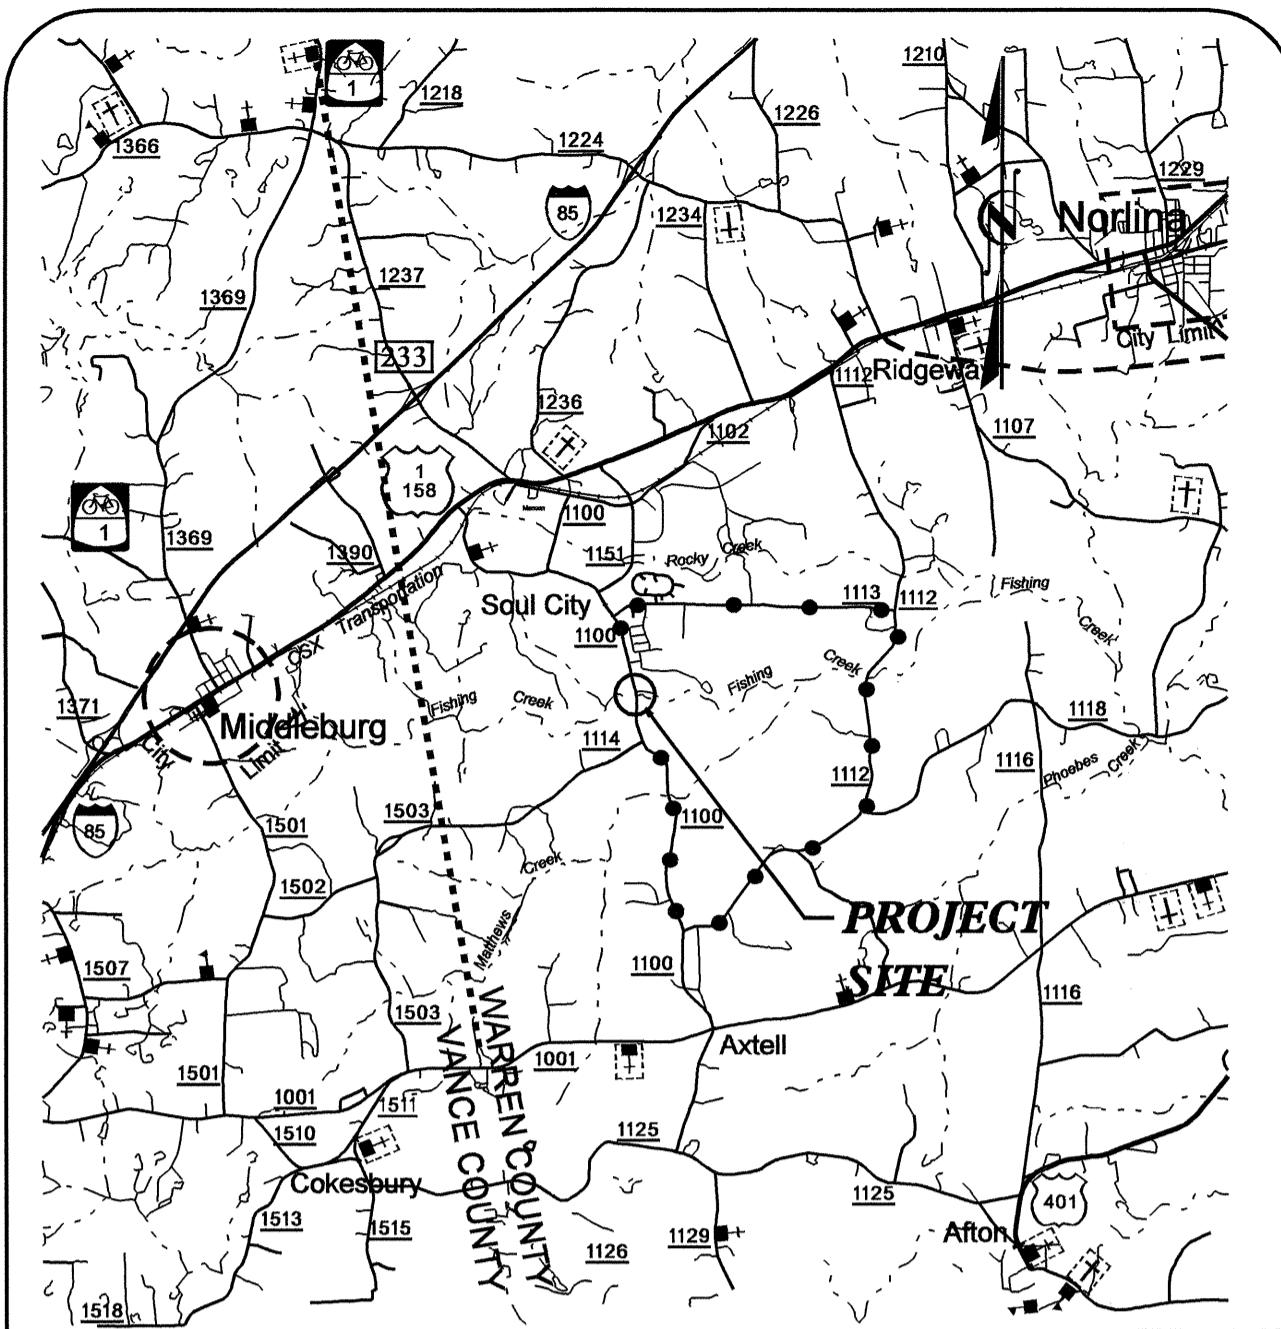 1210
1
1218
1226
1366
1224
1229
85
1234
N
Norlina
1237
1369
233
City Limit
1112
Ridgeway
1236
1102
1107
1
158
1
1100
1369
1390
1151
Rocky Creek
Fishing
Creek
CSX Transportation
Soul City
1113
1112
1100
Creek
Fishing
Fishing
Creek
1371
Middleburg
City
Limit
1114
1118
1116
Phoebes Creek
1112
1503
1100
85
1501
Creek
1502
PROJECT
SITE
Matthews
1507
1100
1116
1503
WARREN COUNTY
VANCE COUNTY
Axtell
1001
1501
1001
1511
1510
1125
Cokesbury
1125
401
1513
1515
1126
1129
Afton
1518